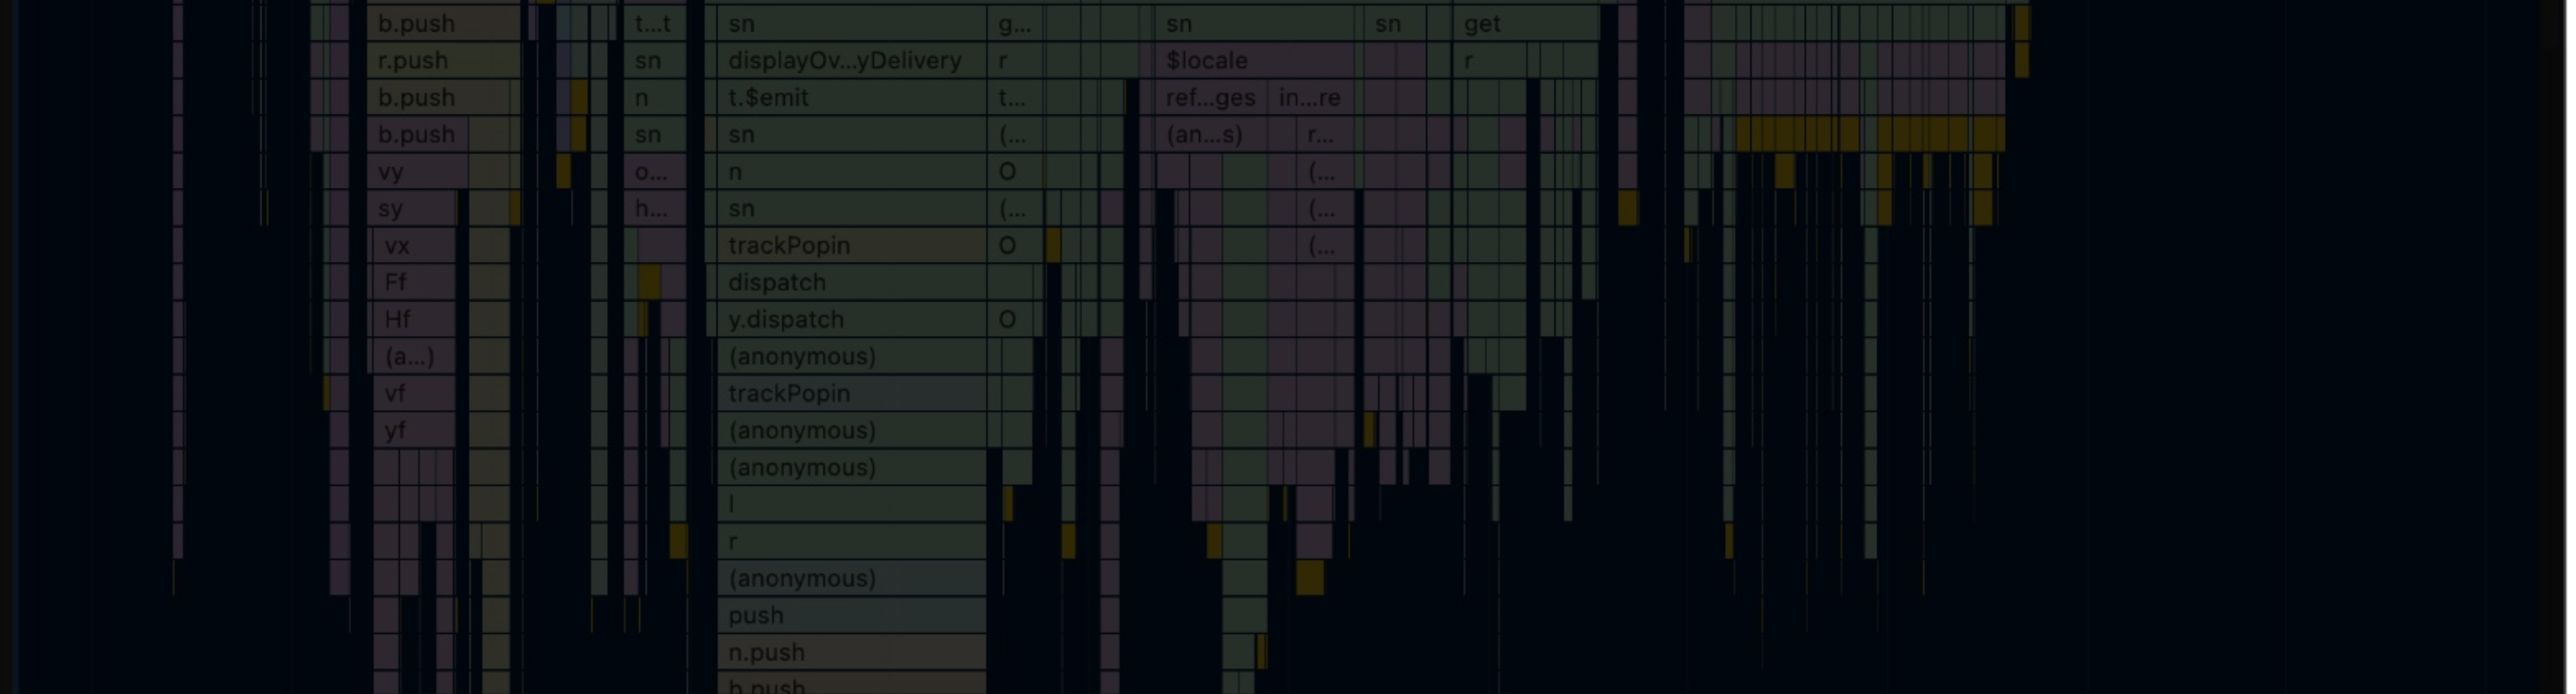 b.push t...t sn g... sn sn get
r.push sn displayOv...yDelivery r $locale r
b.push n t.$emit t... ref...ges in...re
b.push sn sn (... (an...s) r...
vy o... n O (...
sy h... sn (... (...
vx trackPopin O (...
Ff dispatch
Hf y.dispatch O
(a...) (anonymous)
vf trackPopin
yf (anonymous)
(anonymous)
l
r
(anonymous)
push
n.push
b.push